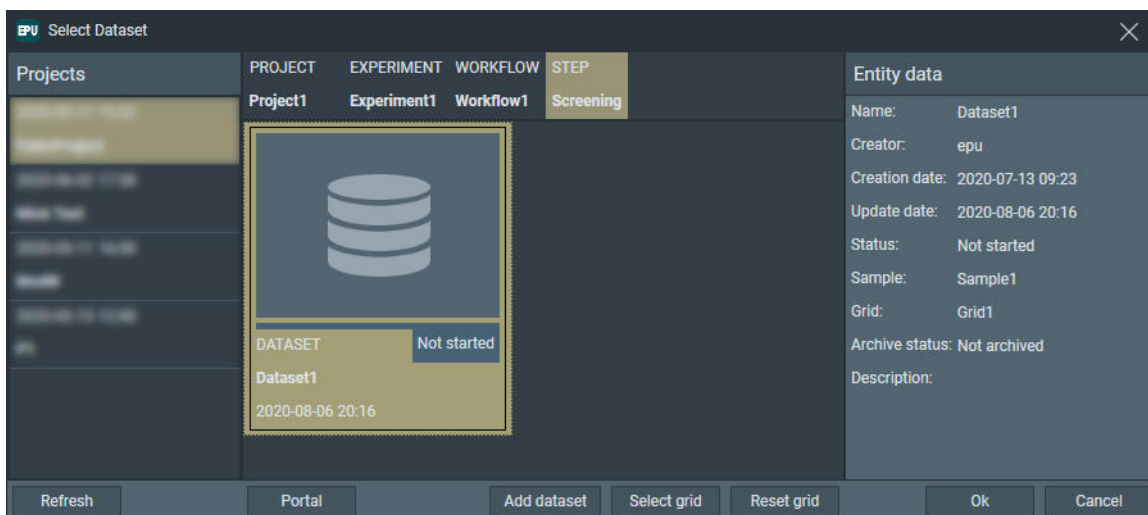 EPU Select Dataset
Projects
PROJECT EXPERIMENT WORKFLOW STEP
Project1 Experiment1 Workflow1 Screening
DATASET Not started
Dataset1
2020-08-06 20:16
Entity data
Name: Dataset1
Creator: epu
Creation date: 2020-07-13 09:23
Update date: 2020-08-06 20:16
Status: Not started
Sample: Sample1
Grid: Grid1
Archive status: Not archived
Description:
Refresh Portal Add dataset Select grid Reset grid Ok Cancel